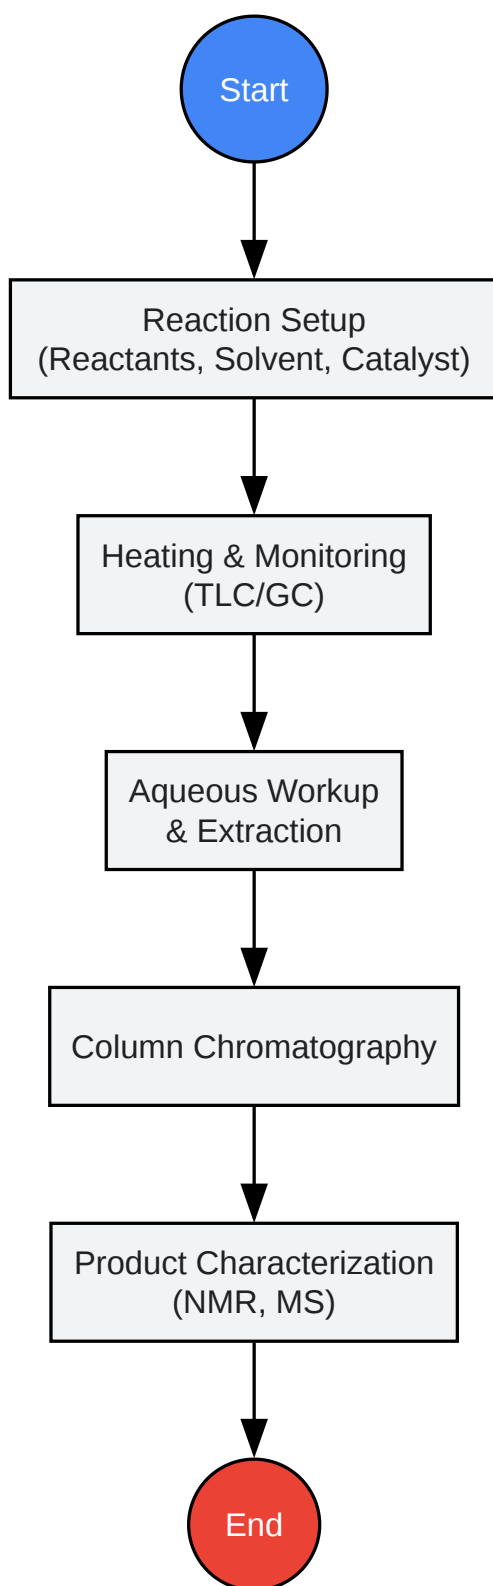 Start
Reaction Setup
(Reactants, Solvent, Catalyst)
Heating & Monitoring
(TLC/GC)
Aqueous Workup
& Extraction
Column Chromatography
Product Characterization
(NMR, MS)
End